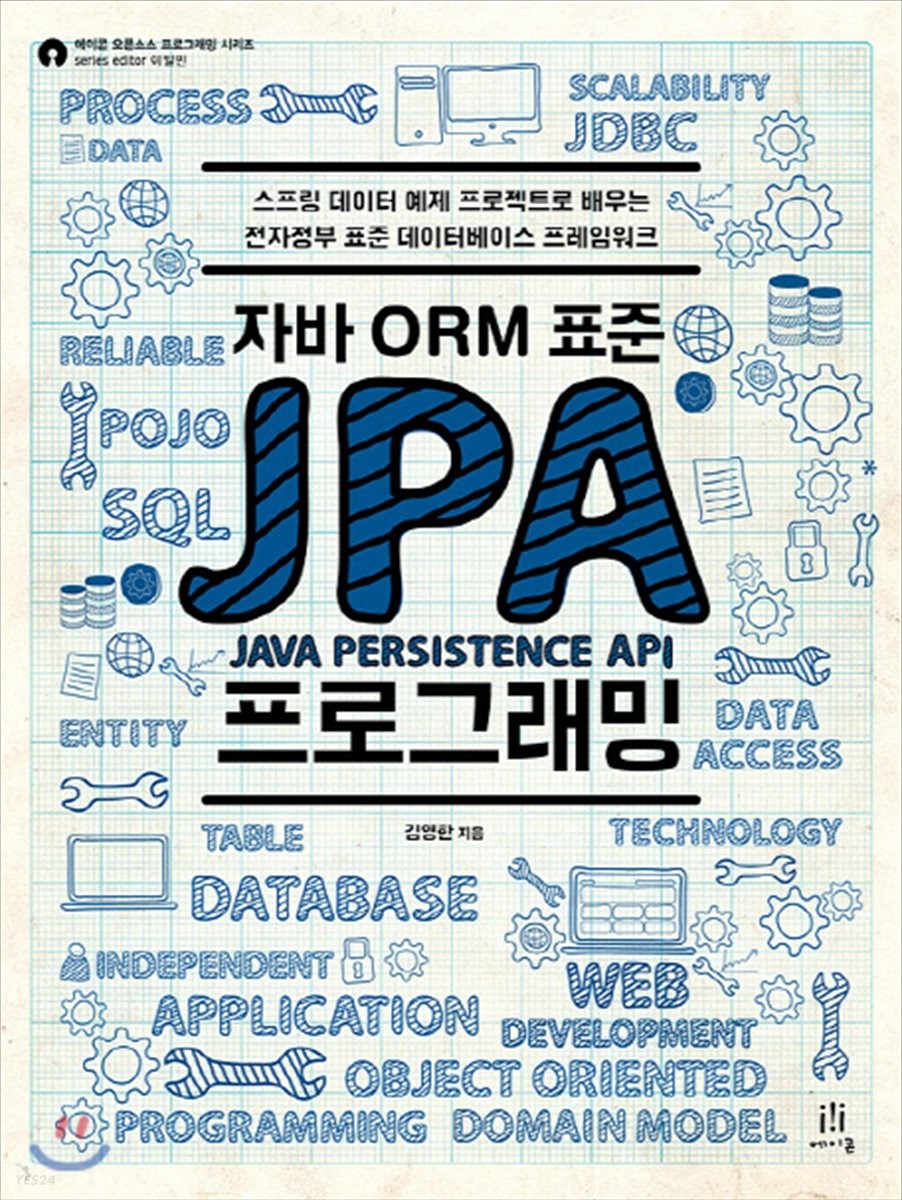 에이콘 오픈소스 프로그래밍 시리즈
series editor 이일민
PROCESS
DATA
SCALABILITY
JDBC
스프링 데이터 예제 프로젝트로 배우는
전자정부 표준 데이터베이스 프레임워크
자바 ORM 표준
RELIABLE
POJO
SQL
JPA
JAVA PERSISTENCE API
프로그래밍
ENTITY
DATA
ACCESS
김영한 지음
TABLE
TECHNOLOGY
DATABASE
INDEPENDENT
WEB
APPLICATION
DEVELOPMENT
OBJECT ORIENTED
PROGRAMMING
DOMAIN MODEL
에이콘
YES24